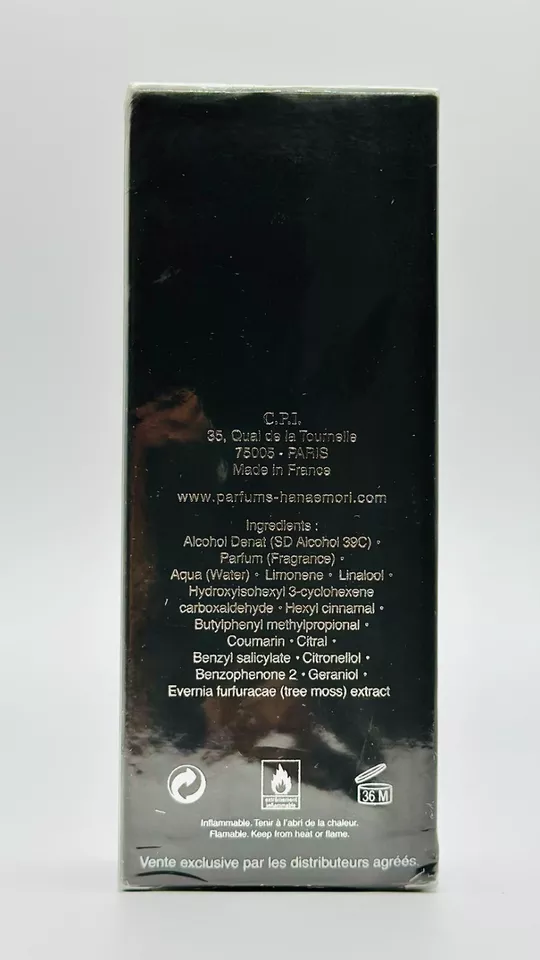 C.P.I.
35, Quai de la Tournelle
75005 • PARIS
Made in France
www.parfums-hanaemori.com
Ingredients :
Alcohol Denat (SD Alcohol 39C) •
Parfum (Fragrance) •
Aqua (Water) • Limonene • Linalool •
Hydroxyisohexyl 3-cyclohexene
carboxaldehyde • Hexyl cinnamal •
Butylphenyl methylpropional •
Coumarin • Citral •
Benzyl salicylate • Citronellol •
Benzophenone 2 • Geraniol •
Evernia furfuracae (tree moss) extract
36 M
Inflammable. Tenir à l'abri de la chaleur.
Flamable. Keep from heat or flame.
Vente exclusive par les distributeurs agréés.